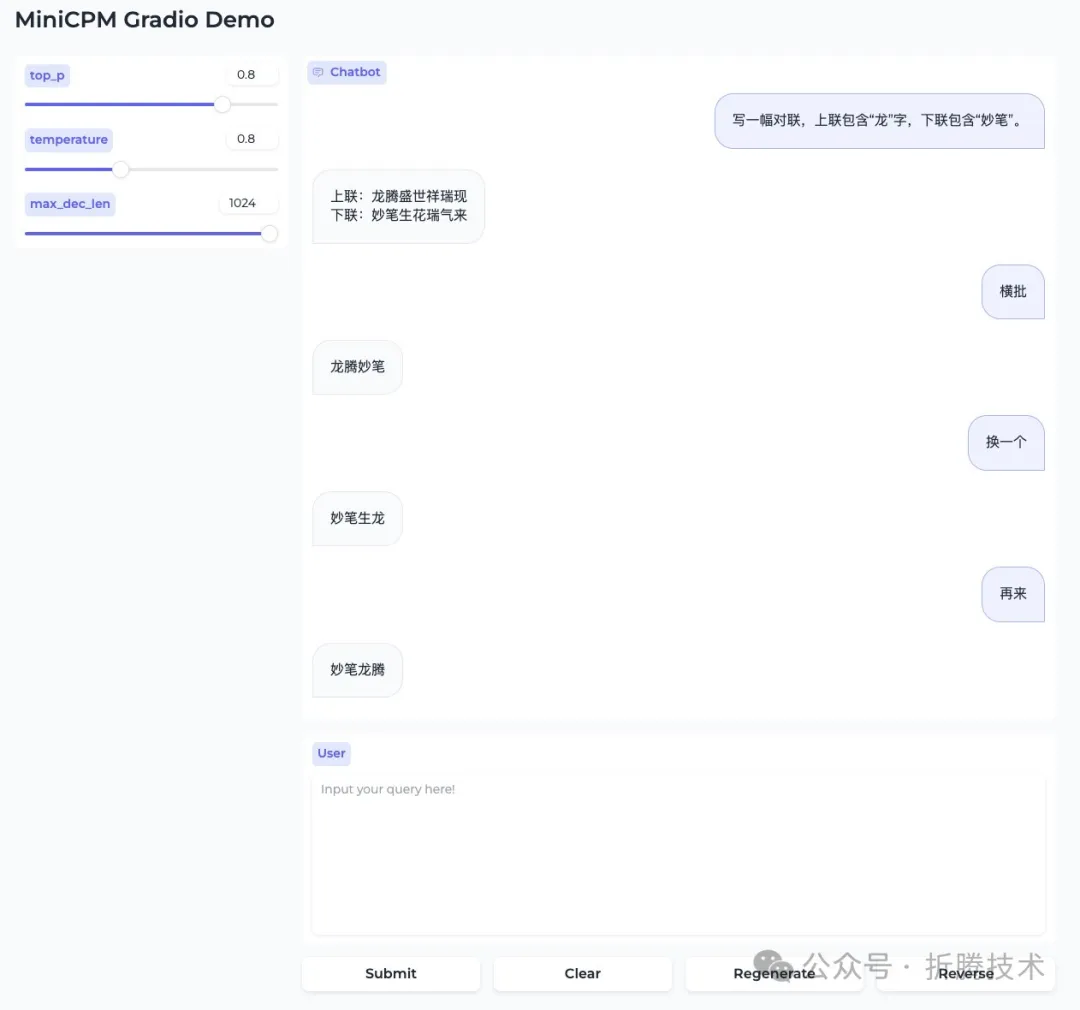 MiniCPM Gradio Demo
top_p
0.8
temperature
0.8
max_dec_len
1024
Chatbot
写一幅对联，上联包含“龙”字，下联包含“妙笔”。
上联：龙腾盛世祥瑞现
下联：妙笔生花瑞气来
横批
龙腾妙笔
换一个
妙笔生龙
再来
妙笔龙腾
User
Input your query here!
Submit
Clear
Regenerate
Reverse
公众号 · 折腾技术